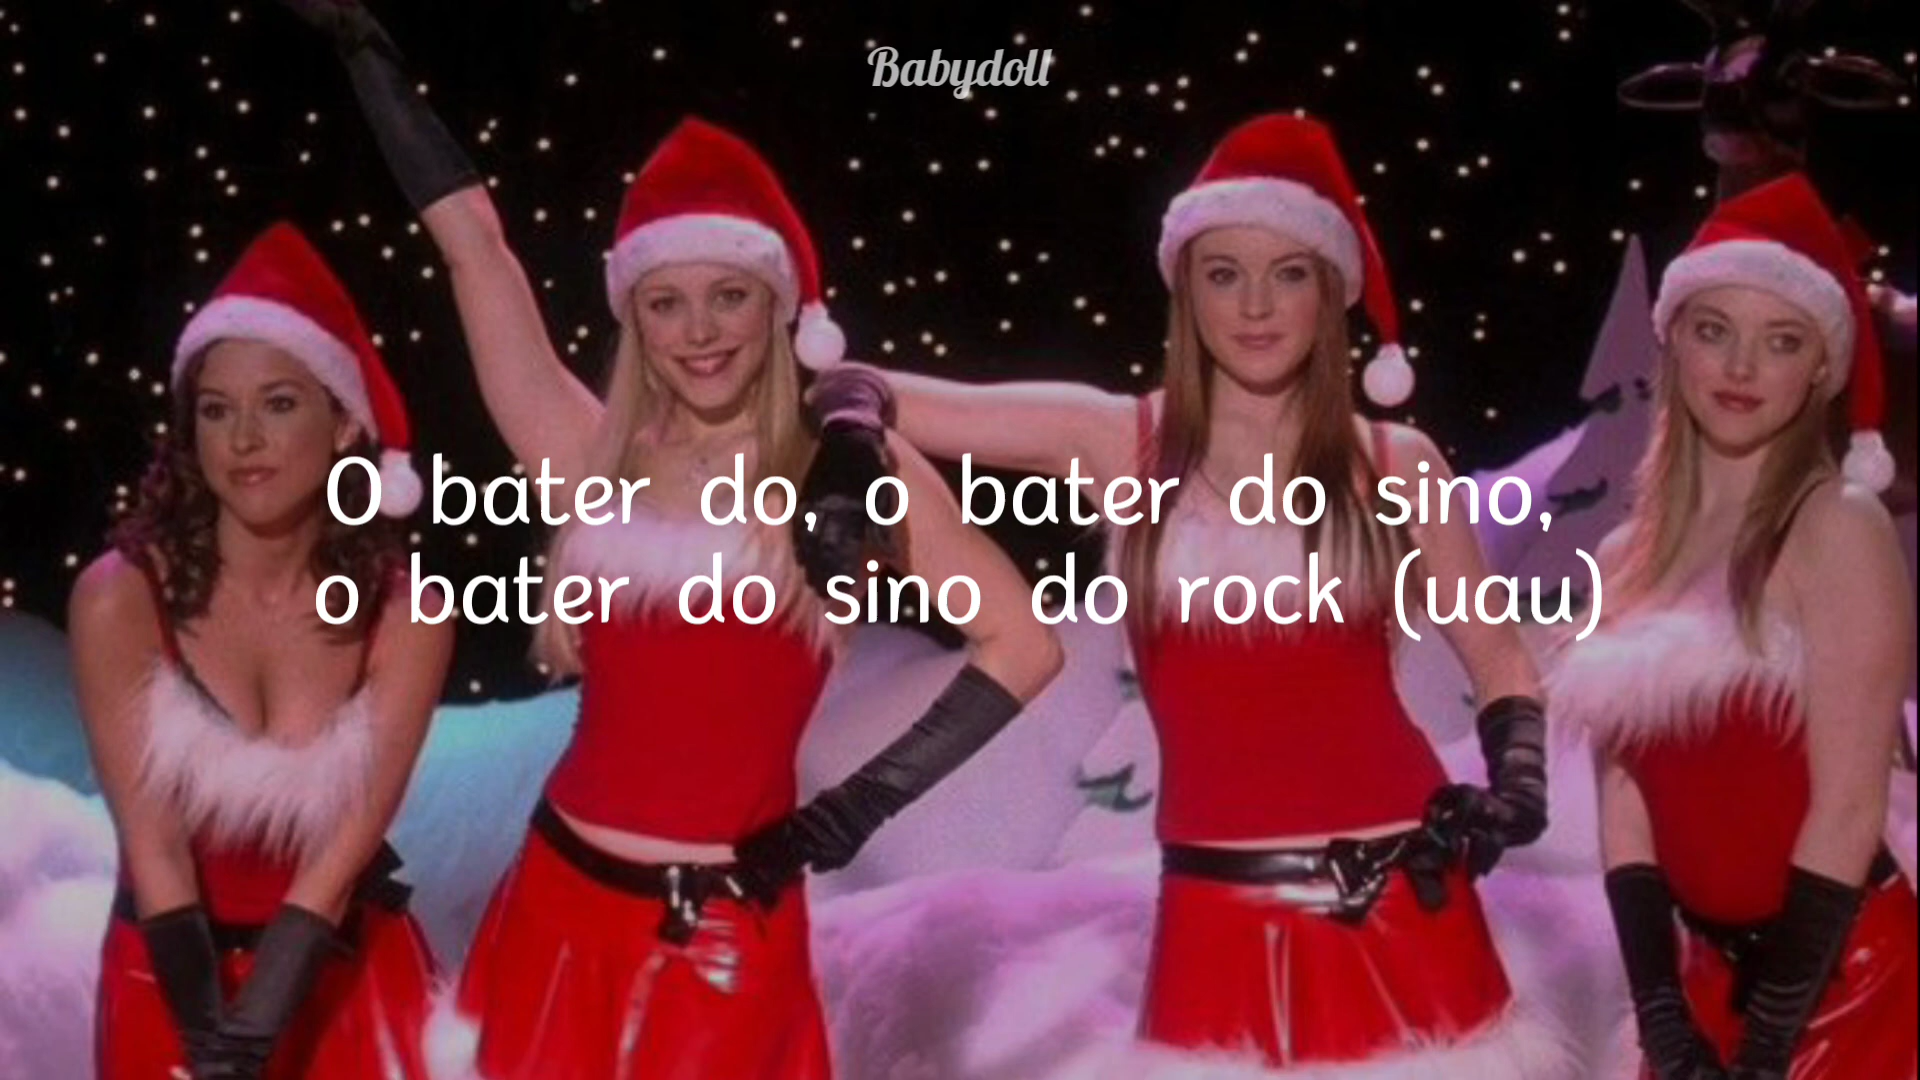 Babydoll
O bater do, o bater do sino,
o bater do sino do rock (uau)